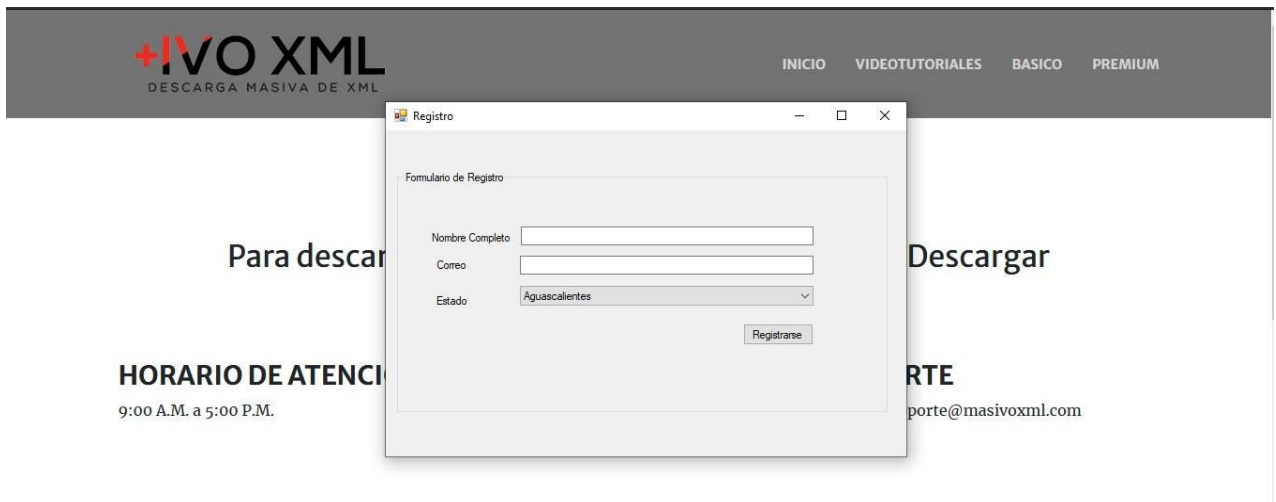 +IVO XML
DESCARGA MASIVA DE XML
INICIO VIDEOTUTORIALES BASICO PREMIUM
Registro
Formulario de Registro
Nombre Completo
Correo
Estado Aguascalientes
Registrarse
Para descar
Descargar
HORARIO DE ATENCI
9:00 A.M. a 5:00 P.M.
RTE
porte@masivoxml.com